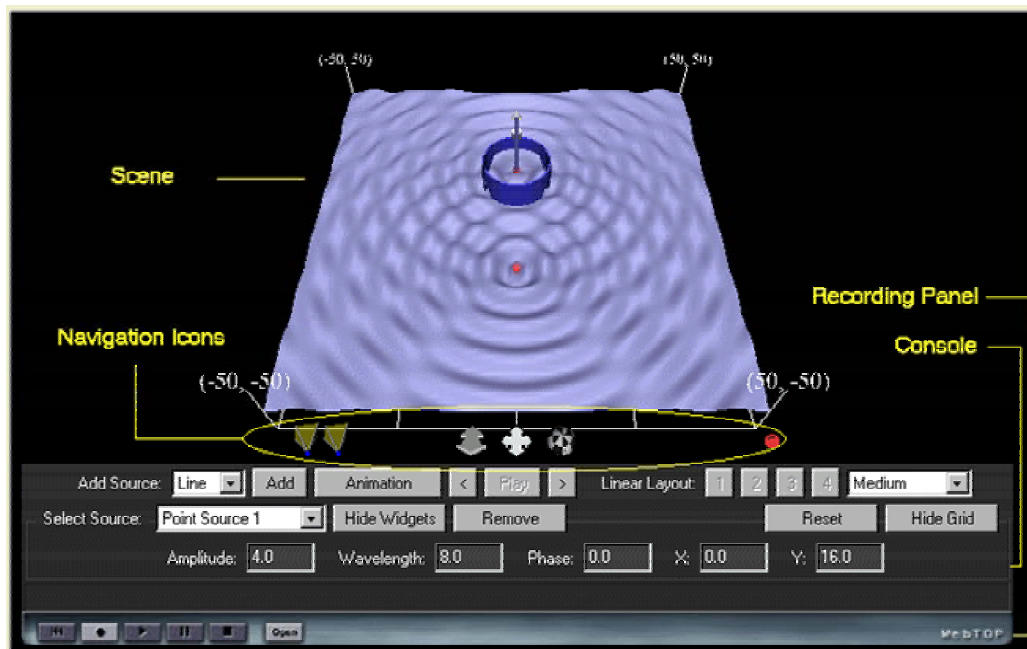 (-50, 50) (50, 50)
Scene
Recording Panel
Navigation Icons
Console
(-50, -50) (50, -50)
Add Source: Line Add Animation < Play > Linear Layout: 1 2 3 4 Medium
Select Source: Point Source 1 Hide Widgets Remove Reset Hide Grid
Amplitude: 4.0 Wavelength: 8.0 Phase: 0.0 X: 0.0 Y: 16.0
Open WebTOP